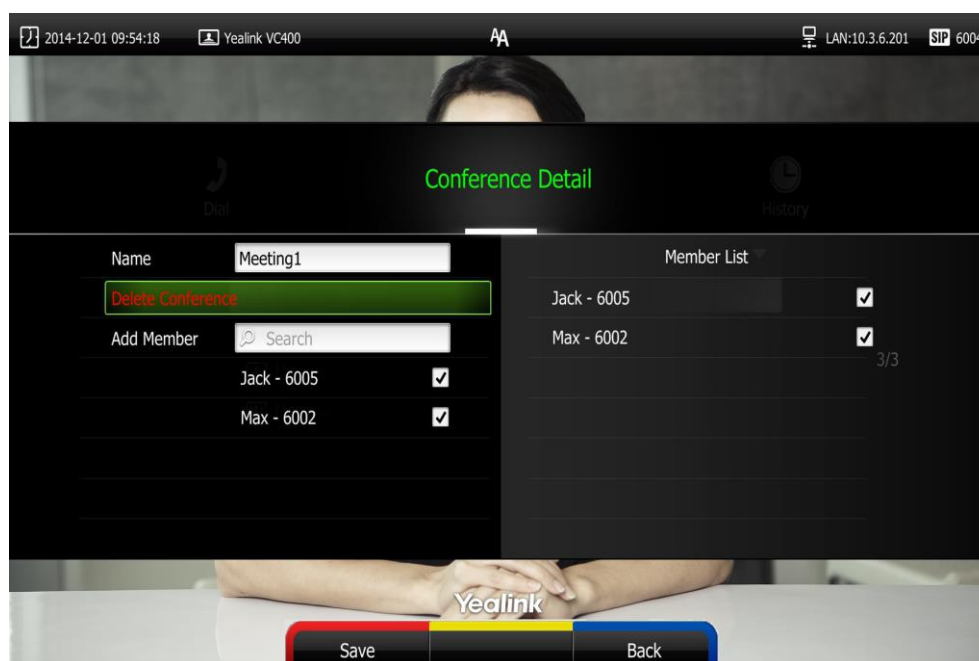 2014-12-01 09:54:18 Yealink VC400 AA LAN:10.3.6.201 SIP 6004
Dial Conference Detail History
Name Meeting1 Member List
Delete Conference Jack - 6005
Add Member Search Max - 6002
3/3
Jack - 6005
Max - 6002
Yealink
Save Back